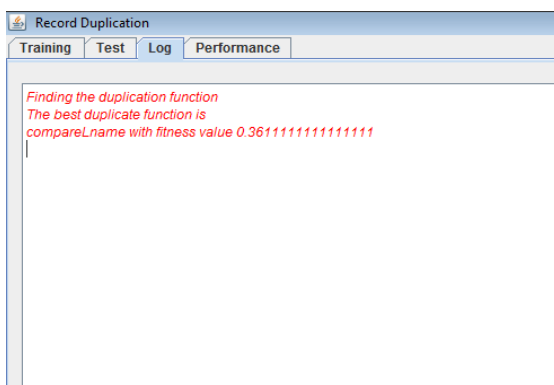 Record Duplication
Training Test Log Performance
Finding the duplication function
The best duplicate function is
compareLname with fitness value 0.3611111111111111